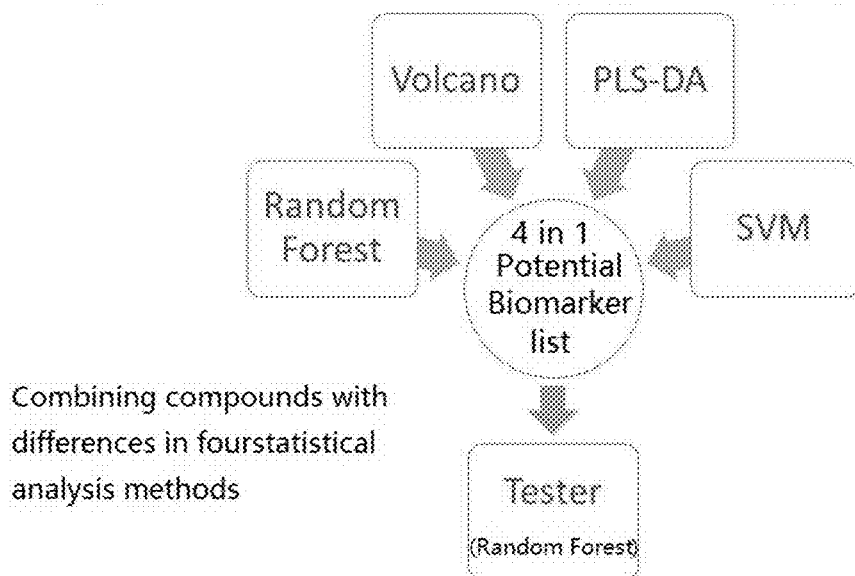 Volcano
PLS-DA
Random
Forest
SVM
4 in 1
Potential
Biomarker
list
Combining compounds with
differences in fourstatistical
analysis methods
Tester
(Random Forest)